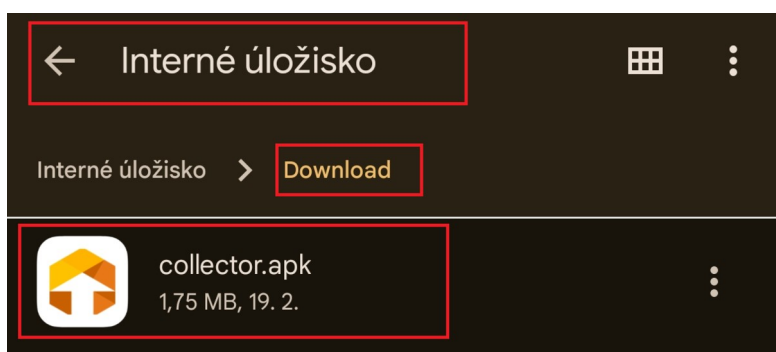 Interné úložisko
Interné úložisko > Download
collector.apk
1,75 MB, 19. 2.